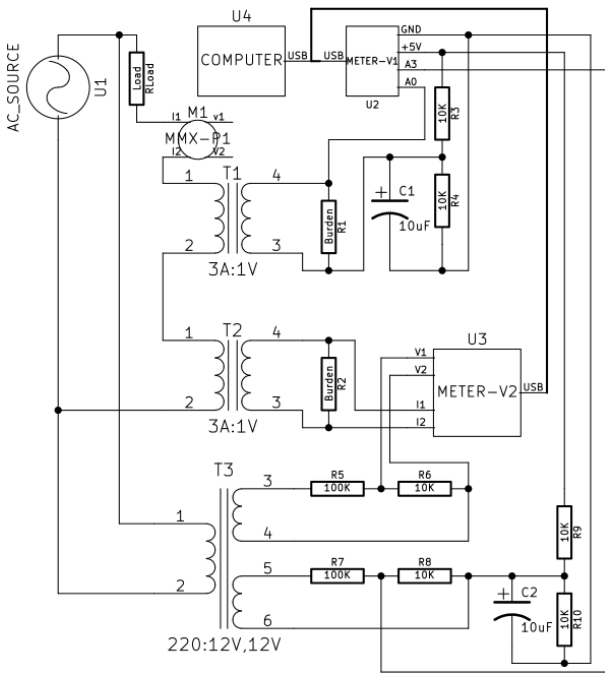 U4
COMPUTER
USB
USB
METER-V1
U2
GND
+5V
A3
A0
AC_SOURCE
U1
Load
RLoad
M1
I1
V1
MMX-P1
I2
V2
10K
R3
T1
1
4
2
3
3A:1V
Burden
R1
C1
+
10uF
10K
R4
T2
1
4
2
3
3A:1V
Burden
R2
U3
V1
V2
METER-V2
USB
I1
I2
T3
1
3
4
2
5
6
220:12V,12V
R5
100K
R6
10K
R7
100K
R8
10K
10K
R9
C2
+
10uF
10K
R10